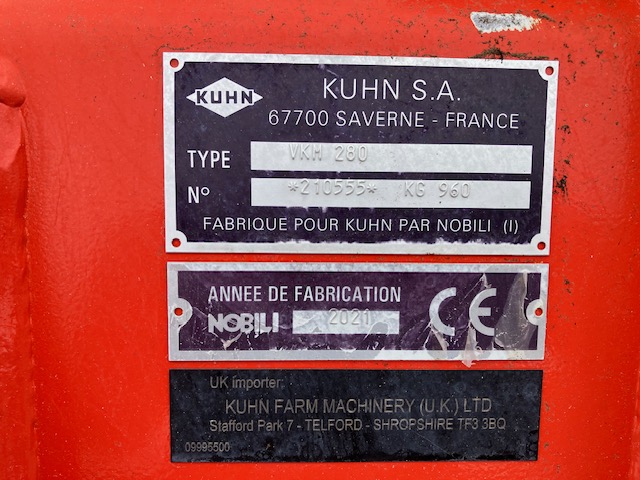 KUHN
KUHN S.A.
67700 SAVERNE - FRANCE
TYPE VKM 280
N° *210555* KG 960
FABRIQUE POUR KUHN PAR NOBILI (I)
ANNEE DE FABRICATION
NOBILI 2021 CE
UK importer:
KUHN FARM MACHINERY (U.K.) LTD
Stafford Park 7 - TELFORD - SHROPSHIRE TF3 3BQ
09995500